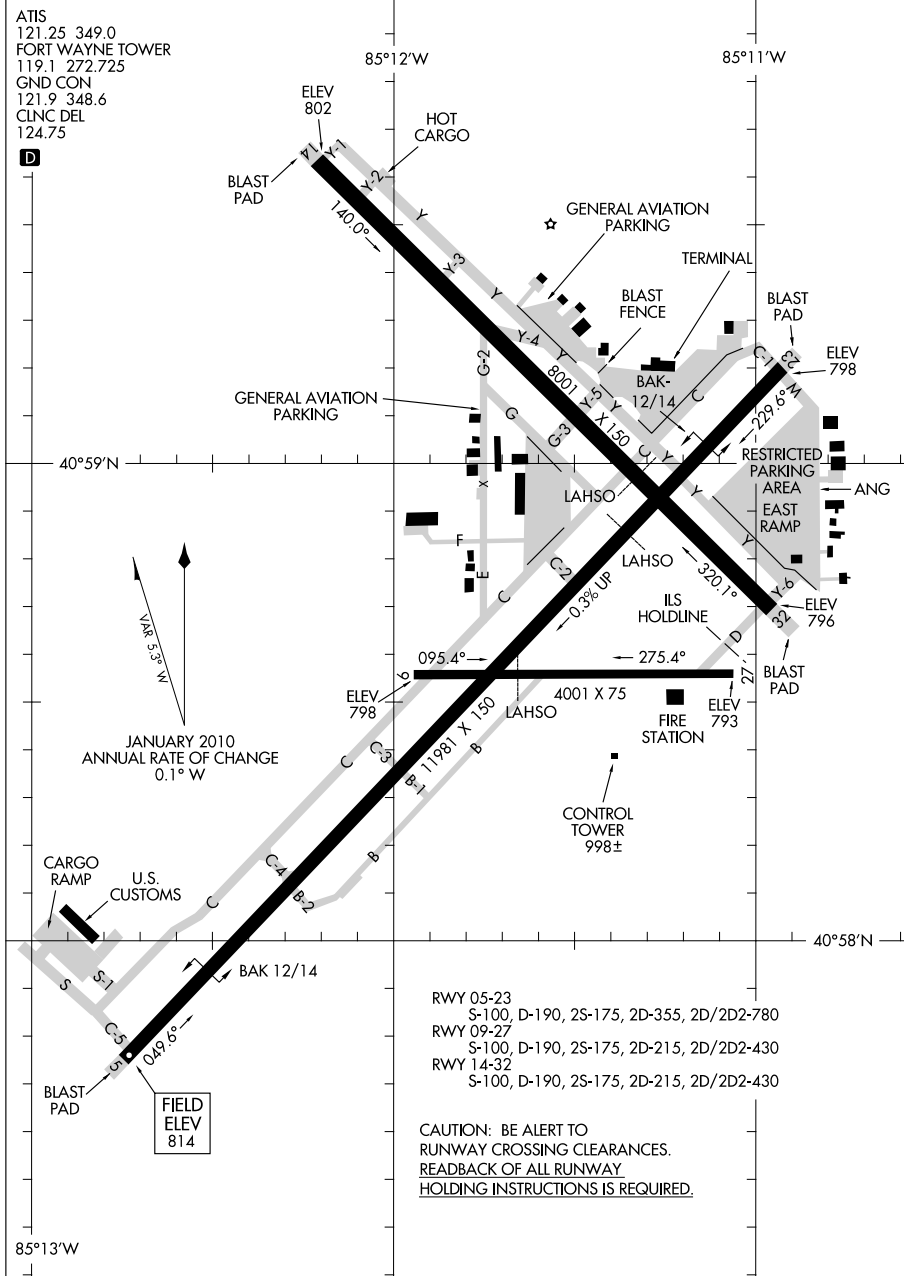 ATIS
121.25 349.0
FORT WAYNE TOWER
119.1 272.725
GND CON
121.9 348.6
CLNC DEL
124.75
D
85°12'W
85°11'W
ELEV
802
HOT
CARGO
14
Y-1
Y-2
BLAST
PAD
140.0°
Y
GENERAL AVIATION
PARKING
Y-3
TERMINAL
Y
BLAST
FENCE
BLAST
PAD
Y-4
Y
G-2
8001 X 150
Y-5
Y
BAK-
12/14
C-1
23
ELEV
798
W
C
229.6°
GENERAL AVIATION
PARKING
G
G-3
C
Y
40°59'N
RESTRICTED
PARKING
AREA
ANG
X
LAHSO
Y
EAST
RAMP
F
LAHSO
Y
E
C-2
0.3% UP
320.1°
C
ILS
HOLDLINE
Y-6
ELEV
796
32
D
VAR 5.3° W
095.4°
275.4°
9
27
BLAST
PAD
ELEV
798
4001 X 75
ELEV
793
LAHSO
FIRE
STATION
JANUARY 2010
ANNUAL RATE OF CHANGE
0.1° W
11981 X 150
B
C
C-3
B-1
CONTROL
TOWER
998±
B
C-4
B-2
CARGO
RAMP
U.S.
CUSTOMS
C
40°58'N
BAK 12/14
S
S-1
C-5
049.6°
5
BLAST
PAD
FIELD
ELEV
814
RWY 05-23
S-100, D-190, 2S-175, 2D-355, 2D/2D2-780
RWY 09-27
S-100, D-190, 2S-175, 2D-215, 2D/2D2-430
RWY 14-32
S-100, D-190, 2S-175, 2D-215, 2D/2D2-430
CAUTION: BE ALERT TO
RUNWAY CROSSING CLEARANCES.
READBACK OF ALL RUNWAY
HOLDING INSTRUCTIONS IS REQUIRED.
85°13'W